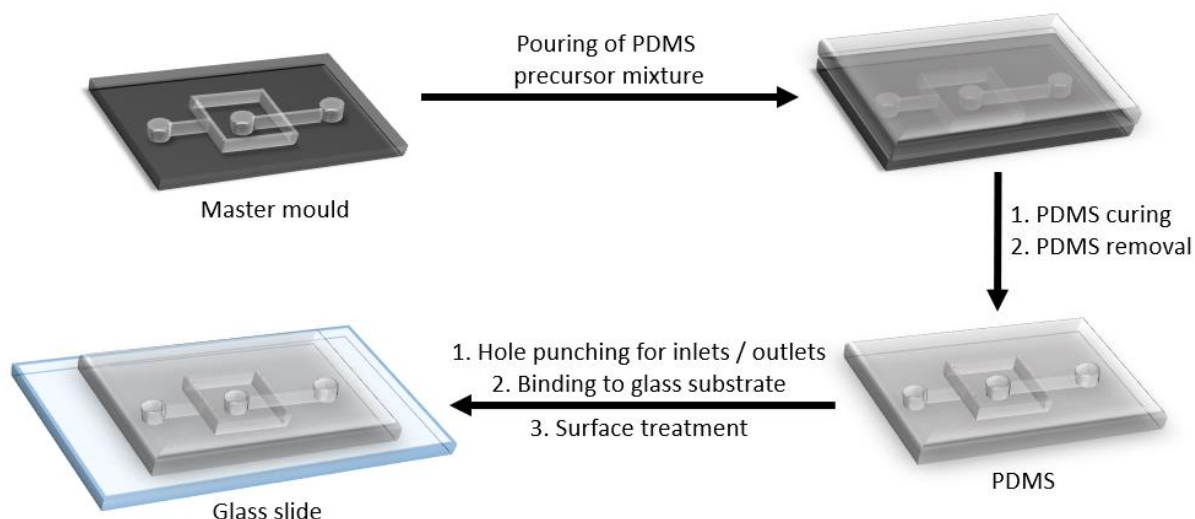 Pouring of PDMS
precursor mixture
Master mould
1. PDMS curing
2. PDMS removal
1. Hole punching for inlets / outlets
2. Binding to glass substrate
3. Surface treatment
PDMS
Glass slide